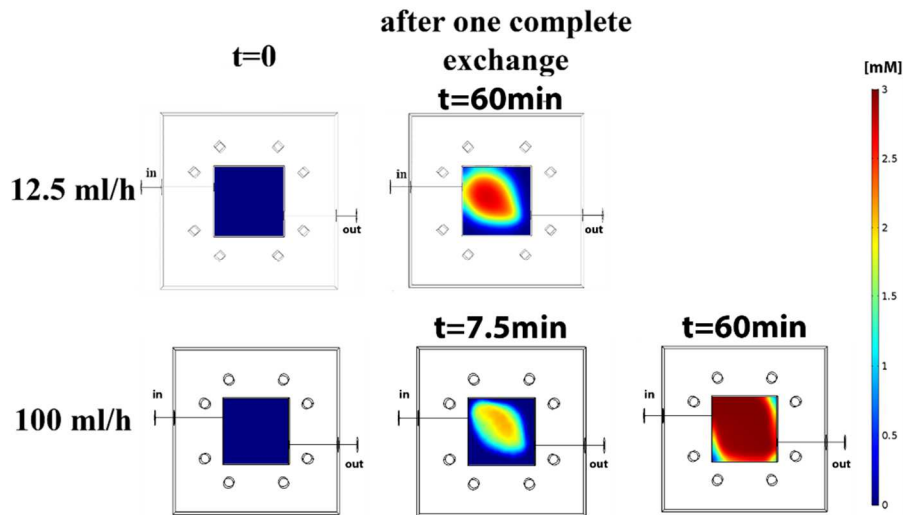 t=0
after one complete
exchange
t=60min
[mM]
3
2.5
2
1.5
1
0.5
0
12.5 ml/h
in
out
in
out
t=7.5min
t=60min
100 ml/h
in
out
in
out
in
out